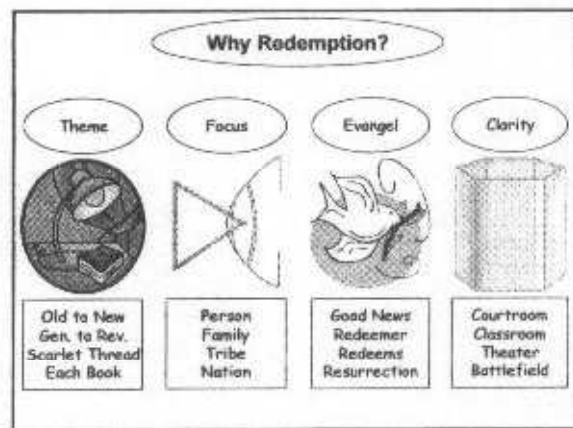 Why Redemption?
Theme
Focus
Evangel
Clarity
Old to New
Gen. to Rev.
Scarlet Thread
Each Book
Person
Family
Tribe
Nation
Good News
Redeemer
Redeems
Resurrection
Courtroom
Classroom
Theater
Battlefield